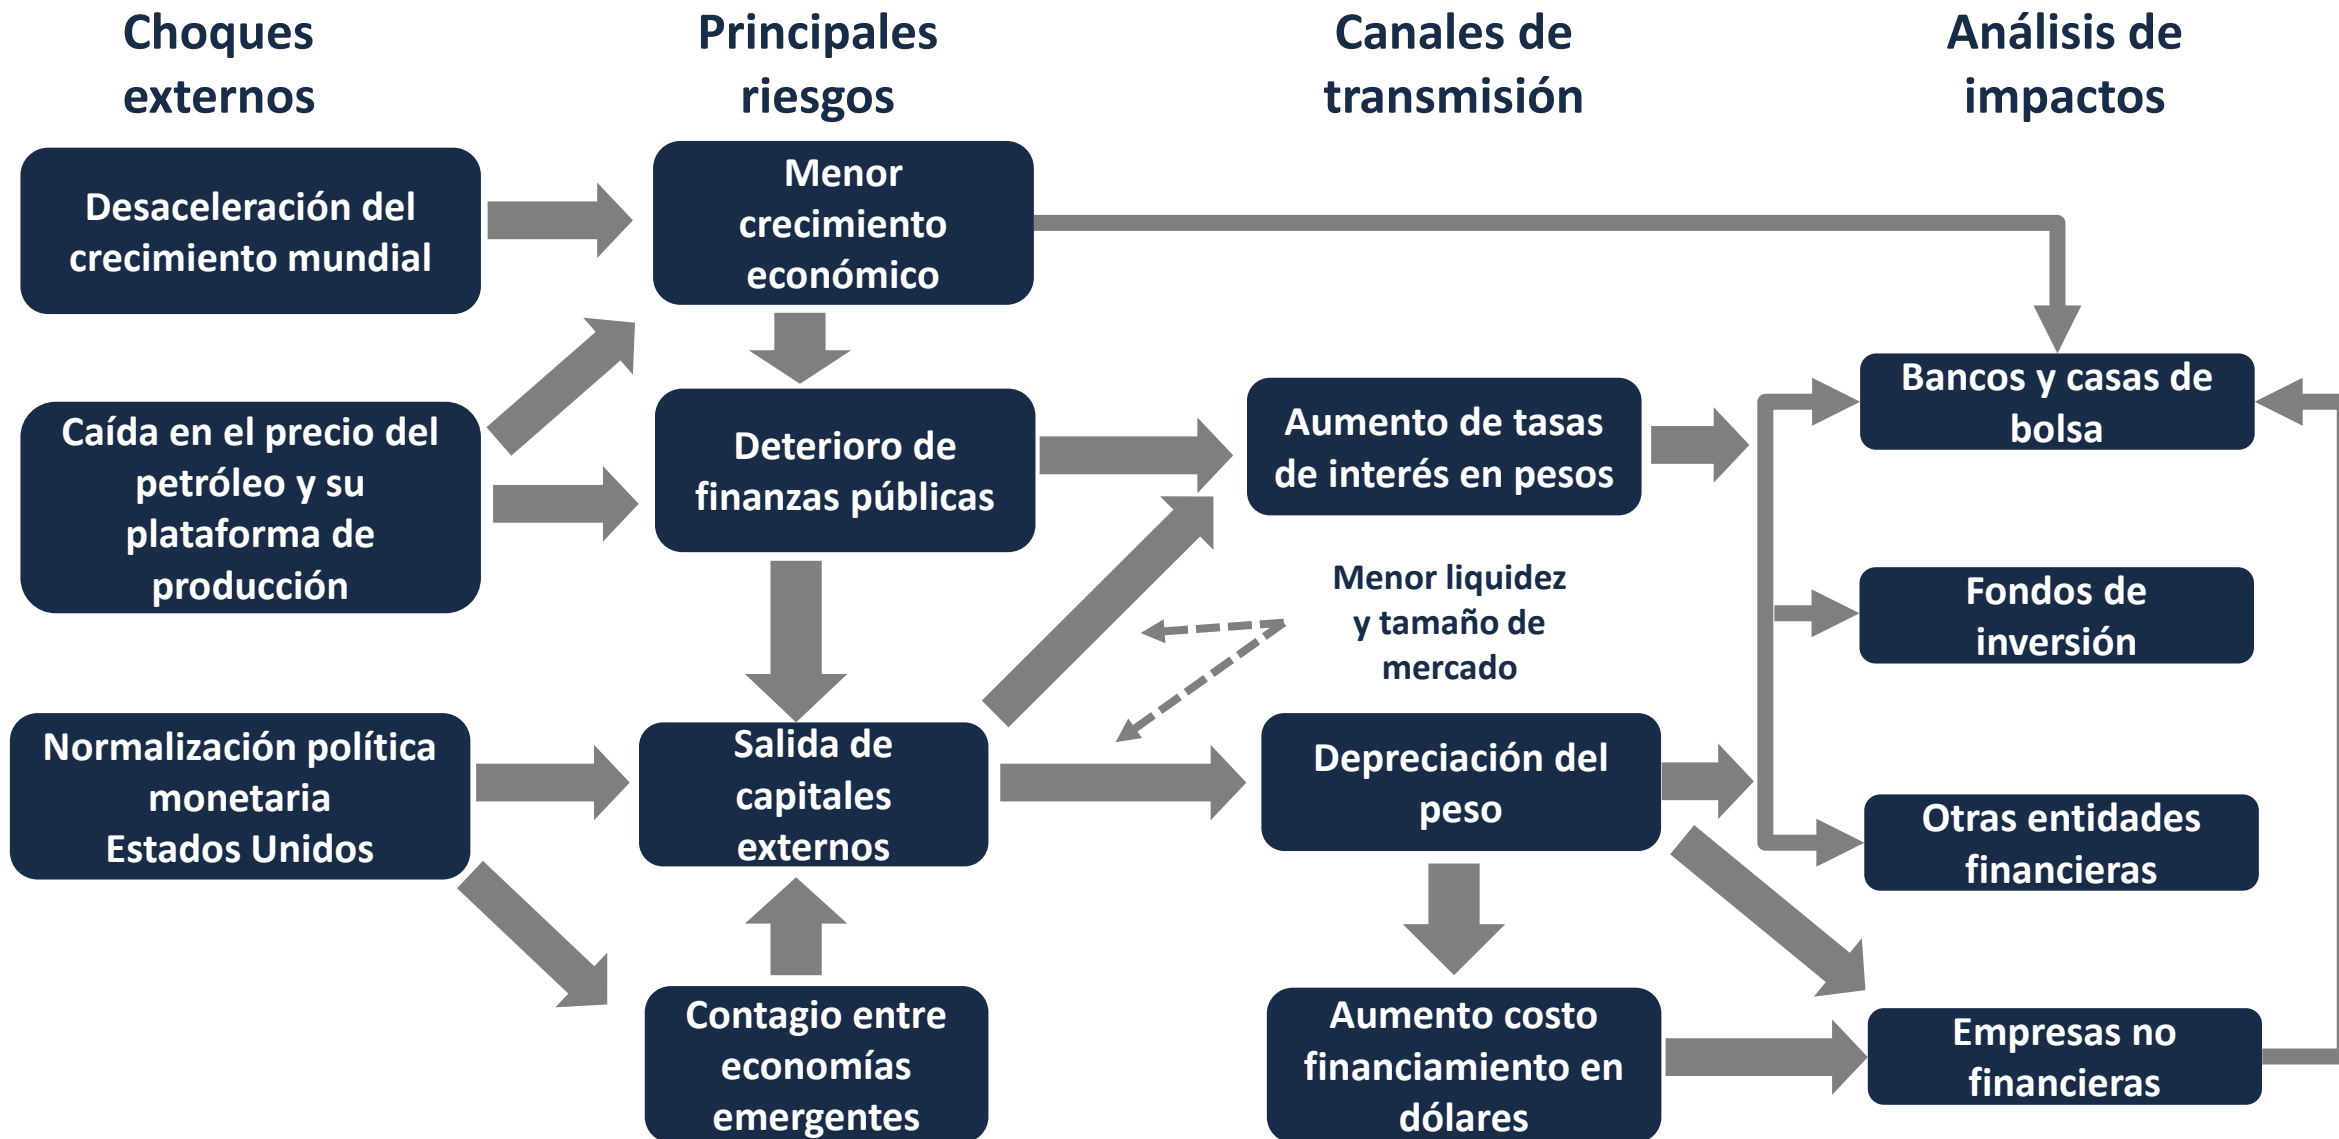 Choques
externos
Principales
riesgos
Canales de
transmisión
Análisis de
impactos
Desaceleración del
crecimiento mundial
Caída en el precio del
petróleo y su
plataforma de
producción
Normalización política
monetaria
Estados Unidos
Menor
crecimiento
económico
Deterioro de
finanzas públicas
Salida de
capitales
externos
Contagio entre
economías
emergentes
Aumento de tasas
de interés en pesos
Menor liquidez
y tamaño de
mercado
Depreciación del
peso
Aumento costo
financiamiento en
dólares
Bancos y casas de
bolsa
Fondos de
inversión
Otras entidades
financieras
Empresas no
financieras